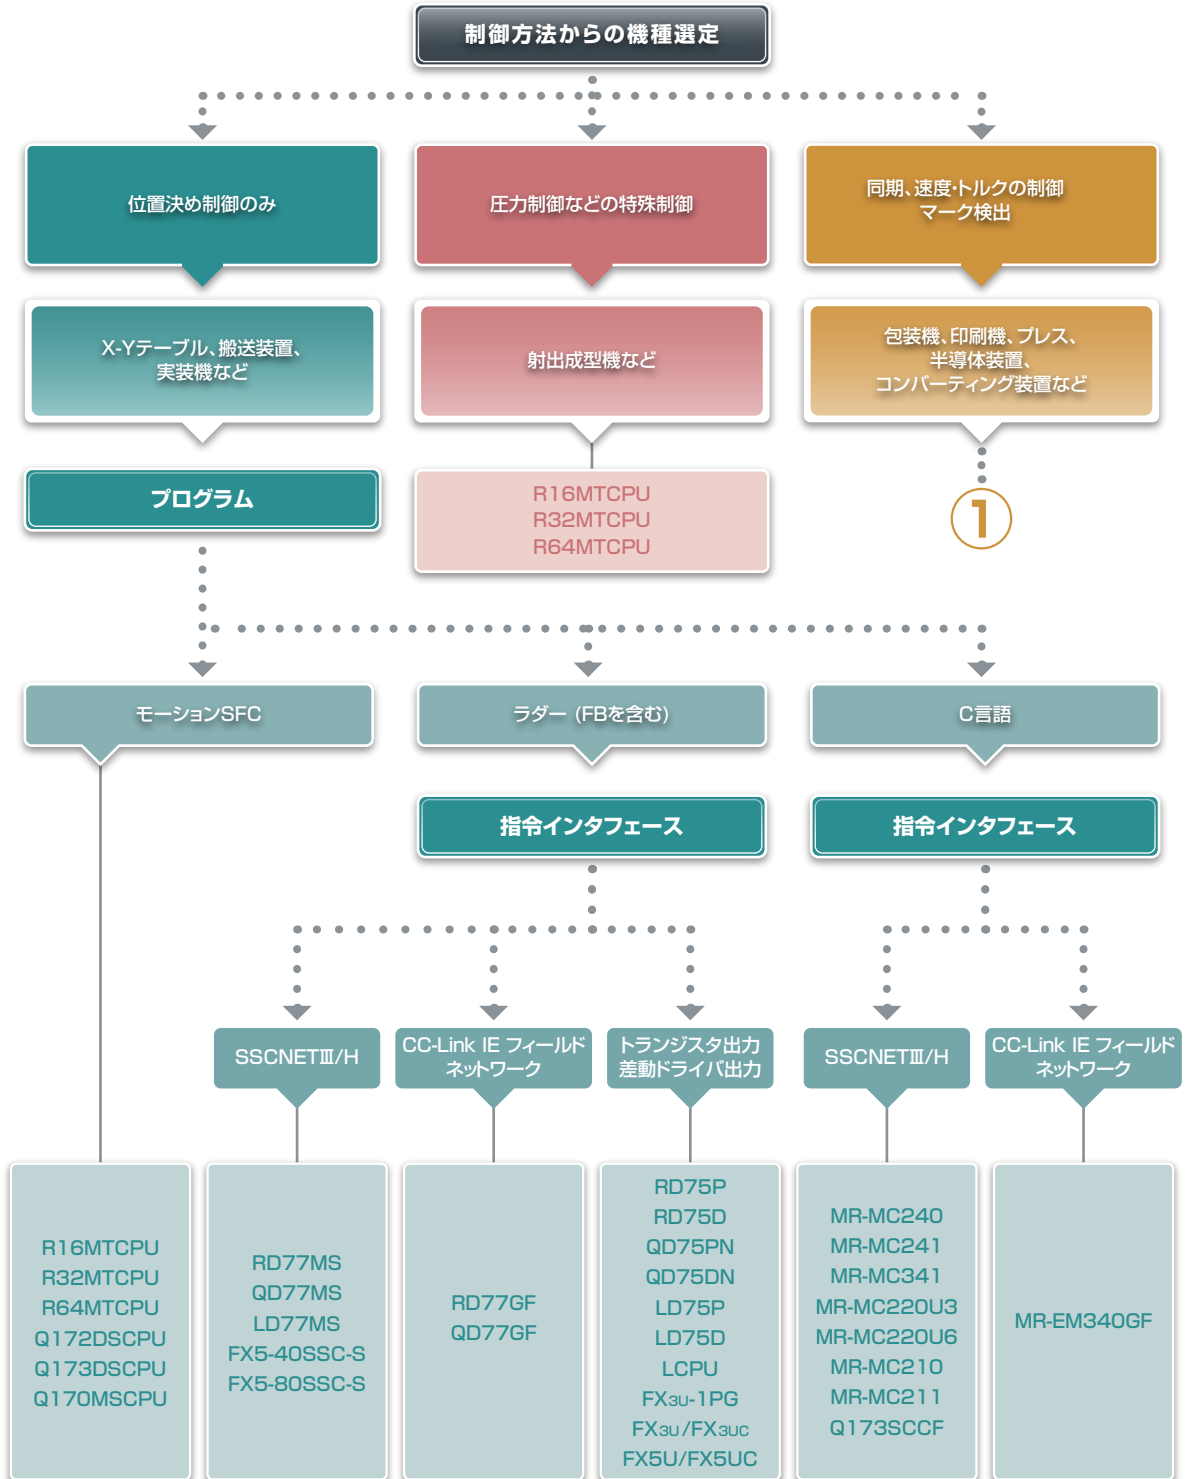 制御方法からの機種選定
位置決め制御のみ
圧力制御などの特殊制御
同期、速度・トルクの制御
マーク検出
X-Yテーブル、搬送装置、
実装機など
射出成型機など
包装機、印刷機、プレス、
半導体装置、
コンバーティング装置など
プログラム
R16MTCPU
R32MTCPU
R64MTCPU
①
モーションSFC
ラダー (FBを含む)
C言語
指令インタフェース
指令インタフェース
SSCNETⅢ/H
CC-Link IE フィールド
ネットワーク
トランジスタ出力
差動ドライバ出力
SSCNETⅢ/H
CC-Link IE フィールド
ネットワーク
R16MTCPU
R32MTCPU
R64MTCPU
Q172DSCPU
Q173DSCPU
Q170MSCPU
RD77MS
QD77MS
LD77MS
FX5-40SSC-S
FX5-80SSC-S
RD77GF
QD77GF
RD75P
RD75D
QD75PN
QD75DN
LD75P
LD75D
LCPU
FX3U-1PG
FX3U/FX3UC
FX5U/FX5UC
MR-MC240
MR-MC241
MR-MC341
MR-MC220U3
MR-MC220U6
MR-MC210
MR-MC211
Q173SCCF
MR-EM340GF